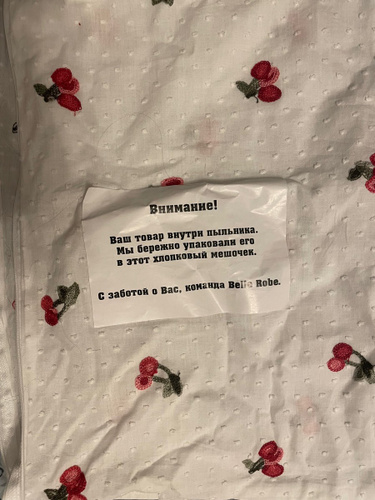 Внимание!
Ваш товар внутри пыльника.
Мы бережно упаковали его
в этот хлопковый мешочек.
С заботой о Вас, команда Belle Robe.